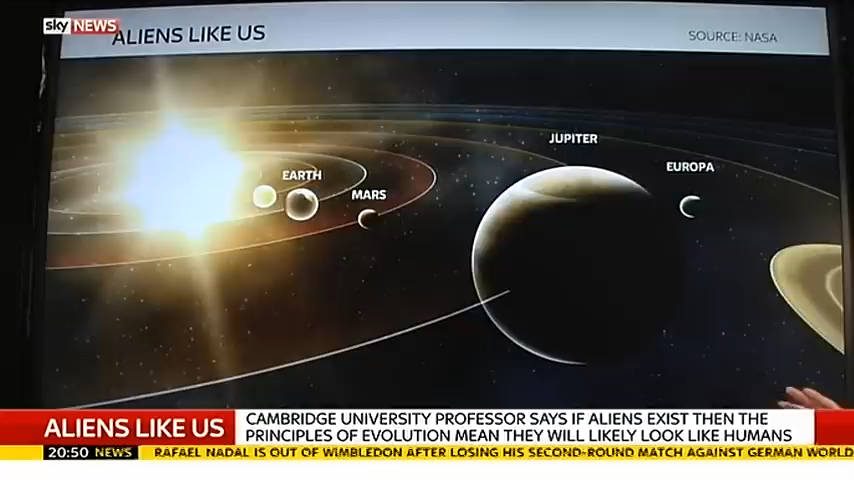 sky NEWS
ALIENS LIKE US
SOURCE: NASA
JUPITER
EUROPA
EARTH
MARS
ALIENS LIKE US
CAMBRIDGE UNIVERSITY PROFESSOR SAYS IF ALIENS EXIST THEN THE
PRINCIPLES OF EVOLUTION MEAN THEY WILL LIKELY LOOK LIKE HUMANS
20:50 NEWS
RAFAEL NADAL IS OUT OF WIMBLEDON AFTER LOSING HIS SECOND-ROUND MATCH AGAINST GERMAN WORLD